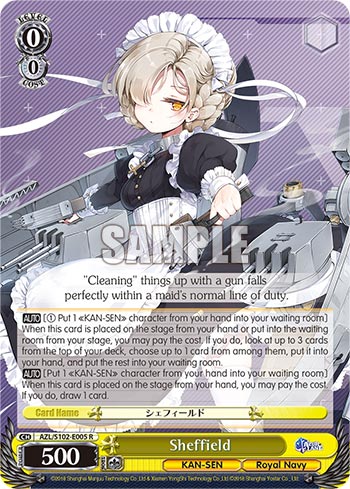 LEVEL
0
0
COST
SAMPLE
"Cleaning" things up with a gun falls
perfectly within a maid's normal line of duty.
AUTO [① Put 1 «KAN-SEN» character from your hand into your waiting room]
When this card is placed on the stage from your hand or put into the waiting
room from your stage, you may pay the cost. If you do, look at up to 3 cards
from the top of your deck, choose up to 1 card from among them, put it into
your hand, and put the rest into your waiting room.
AUTO [Put 1 «KAN-SEN» character from your hand into your waiting room]
When this card is placed on the stage from your hand, you may pay the cost.
If you do, draw 1 card.
Card Name シェフィールド
CH AZL/S102-E005 R Sheffield
500 KAN-SEN Royal Navy